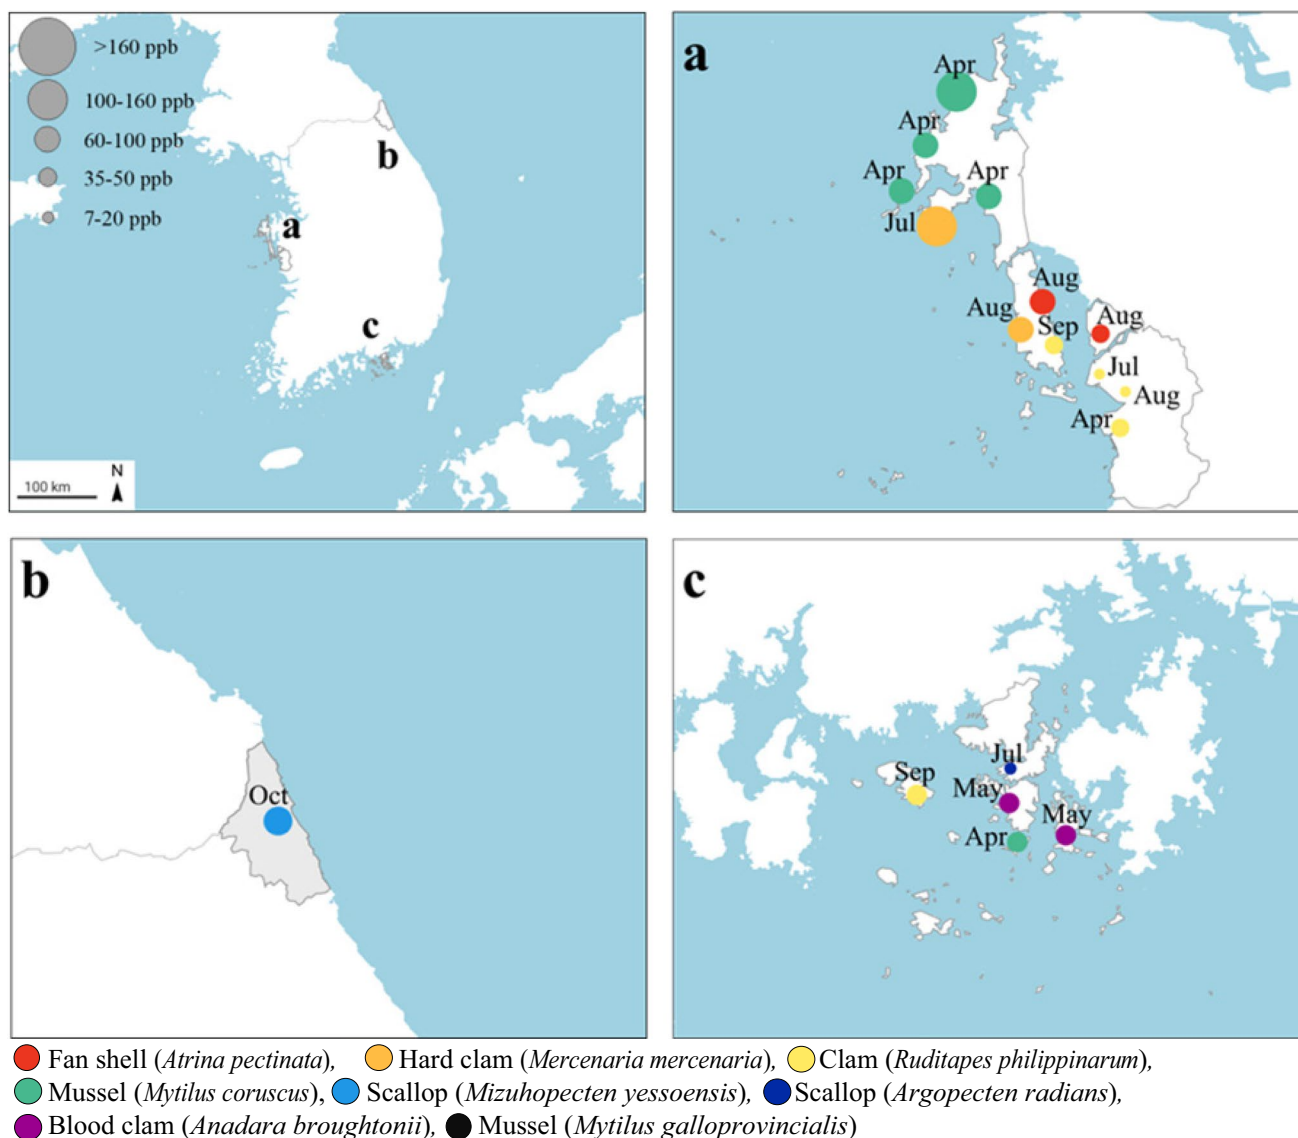 >160 ppb
100-160 ppb
60-100 ppb
35-50 ppb
7-20 ppb
a
b
c
N
100 km
a
Apr
Apr
Apr
Apr
Jul
Aug
Aug
Sep
Aug
Jul
Aug
Apr
b
Oct
c
Jul
Sep
May
May
Apr
Fan shell (Atrina pectinata), Hard clam (Mercenaria mercenaria), Clam (Ruditapes philippinarum),
Mussel (Mytilus coruscus), Scallop (Mizuhopecten yessoensis), Scallop (Argopecten radians),
Blood clam (Anadara broughtonii), Mussel (Mytilus galloprovincialis)